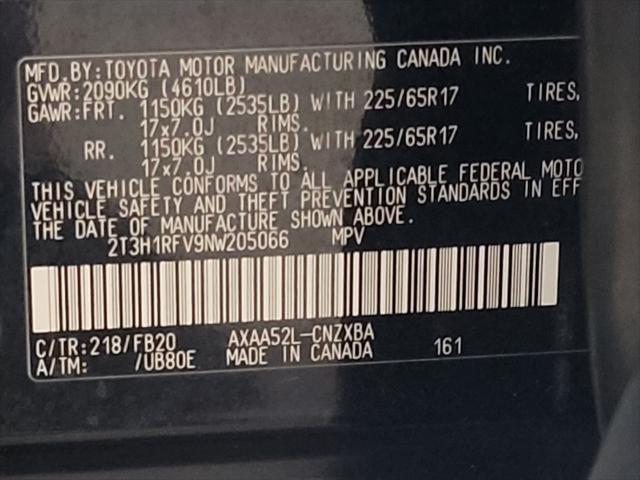 MFD. BY: TOYOTA MOTOR MANUFACTURING CANADA INC.
GVWR: 2090KG (4610LB)
GAWR: FRT. 1150KG (2535LB) WITH 225/65R17 TIRES,
17x7.0J RIMS.
RR. 1150KG (2535LB) WITH 225/65R17 TIRES,
17x7.0J RIMS.
THIS VEHICLE CONFORMS TO ALL APPLICABLE FEDERAL MOTO
VEHICLE SAFETY AND THEFT PREVENTION STANDARDS IN EFF
THE DATE OF MANUFACTURE SHOWN ABOVE.
2T3H1RFV9NW205066 MPV
C/TR: 218/FB20 AXAA52L-CNZXBA
A/TM: /UB80E MADE IN CANADA 161